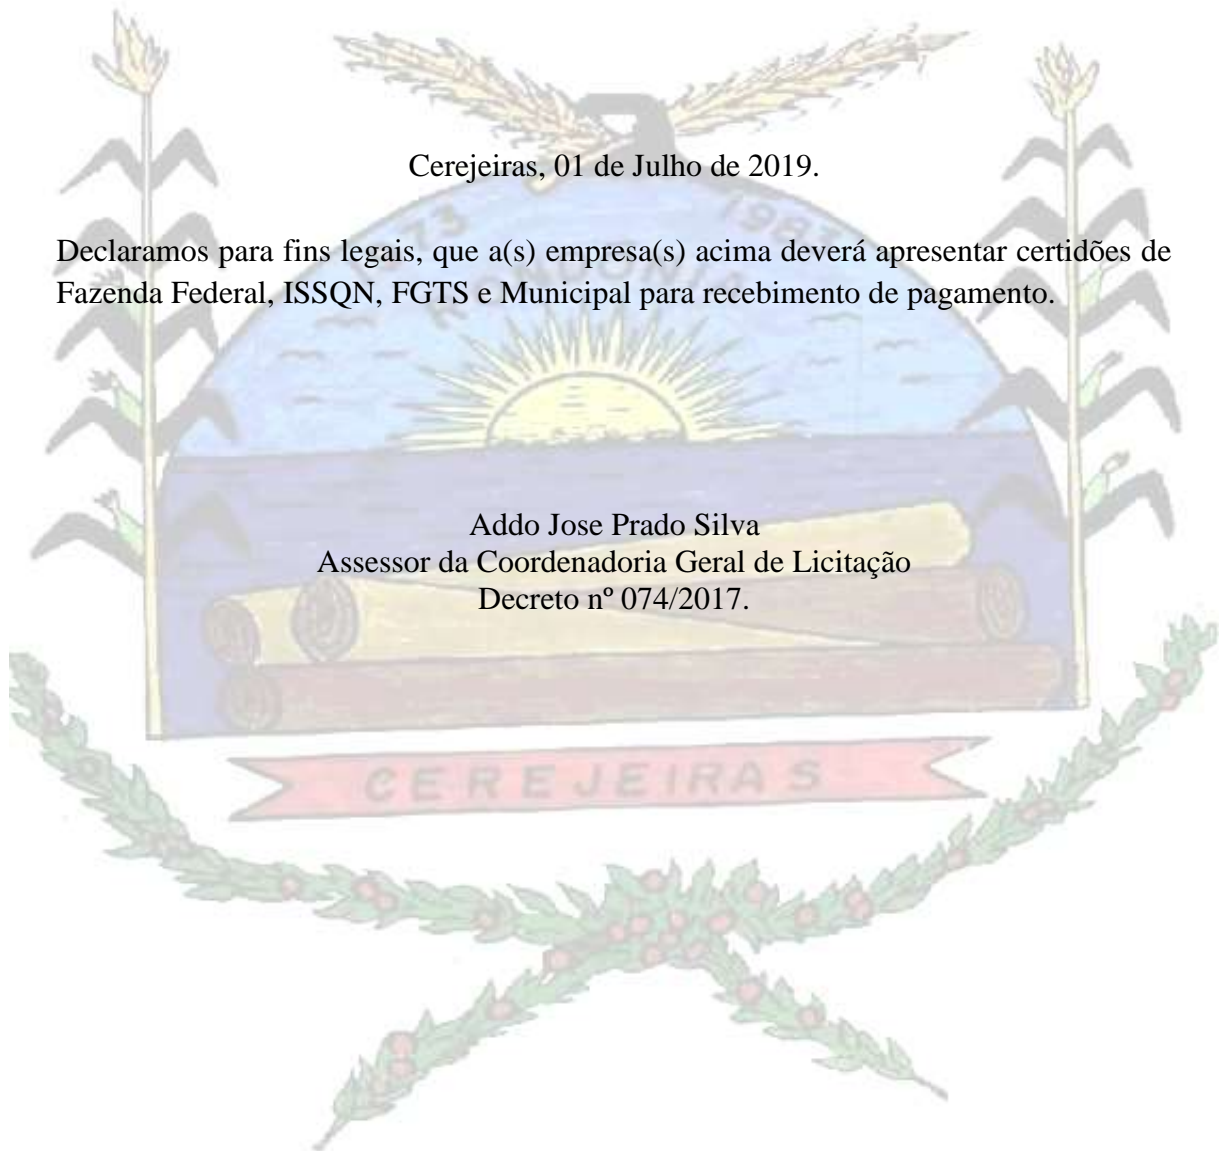 Cerejeiras, 01 de Julho de 2019.
Declaramos para fins legais, que a(s) empresa(s) acima deverá apresentar certidões de
Fazenda Federal, ISSQN, FGTS e Municipal para recebimento de pagamento.
Addo Jose Prado Silva
Assessor da Coordenadoria Geral de Licitação
Decreto nº 074/2017.
1983
RONDONIA
CEREJEIRAS